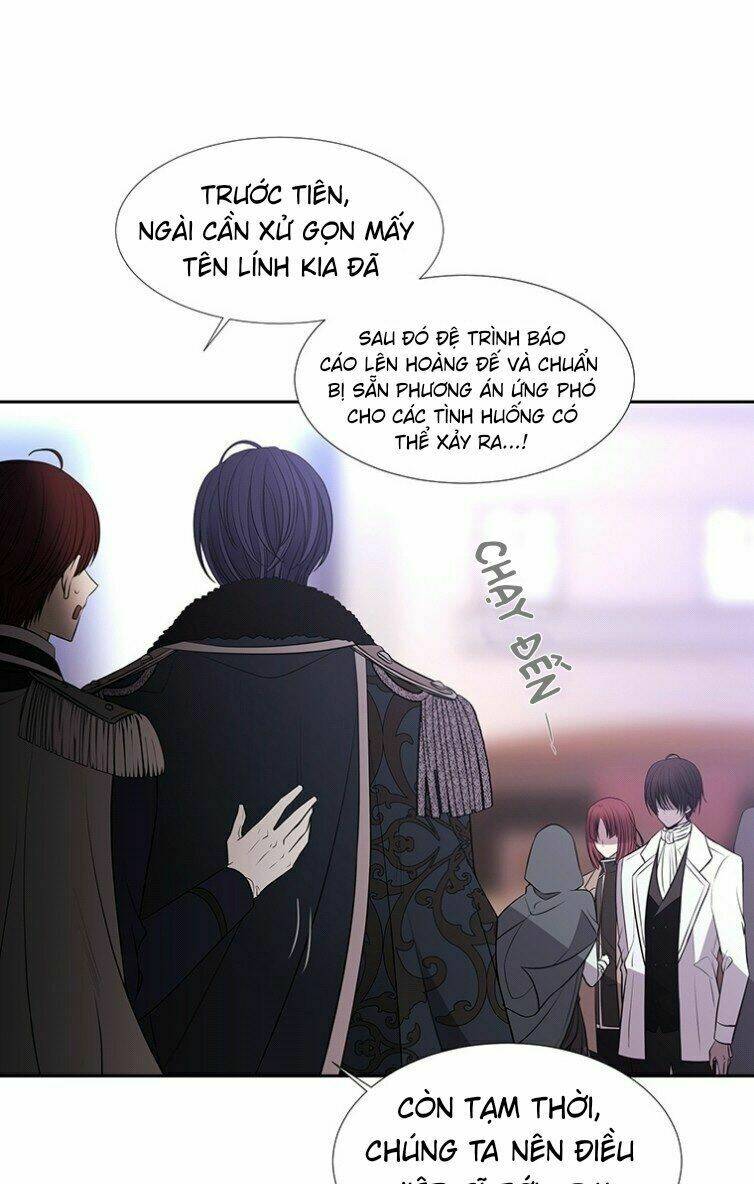 TRƯỚC TIÊN,
NGÀI CẦN XỬ GỌN MẤY
TÊN LÍNH KIA ĐÃ
SAU ĐÓ ĐỆ TRÌNH BÁO
CÁO LÊN HOÀNG ĐẾ VÀ CHUẨN
BỊ SẴN PHƯƠNG ÁN ỨNG PHÓ
CHO CÁC TÌNH HUỐNG CÓ
THỂ XẢY RA...!
CHẠY ĐẾN
CÒN TẠM THỜI,
CHÚNG TA NÊN ĐIỀU